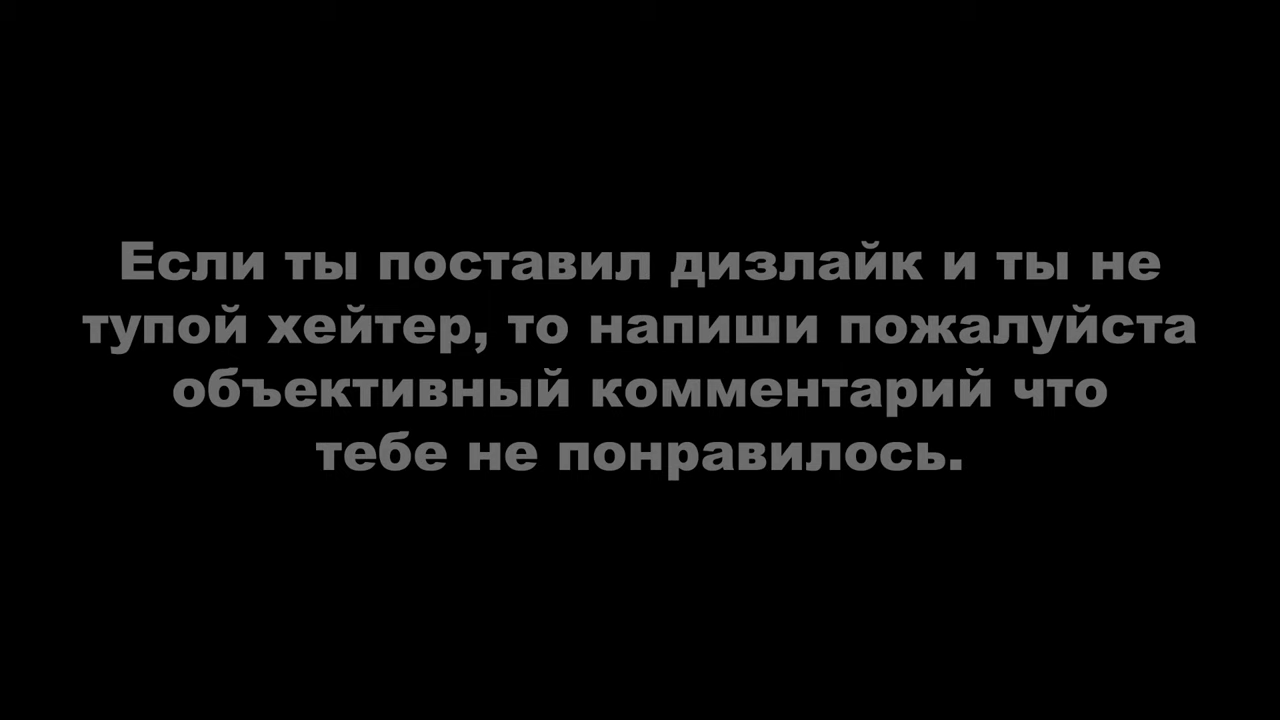 Если ты поставил дизлайк и ты не
тупой хейтер, то напиши пожалуйста
объективный комментарий что
тебе не понравилось.